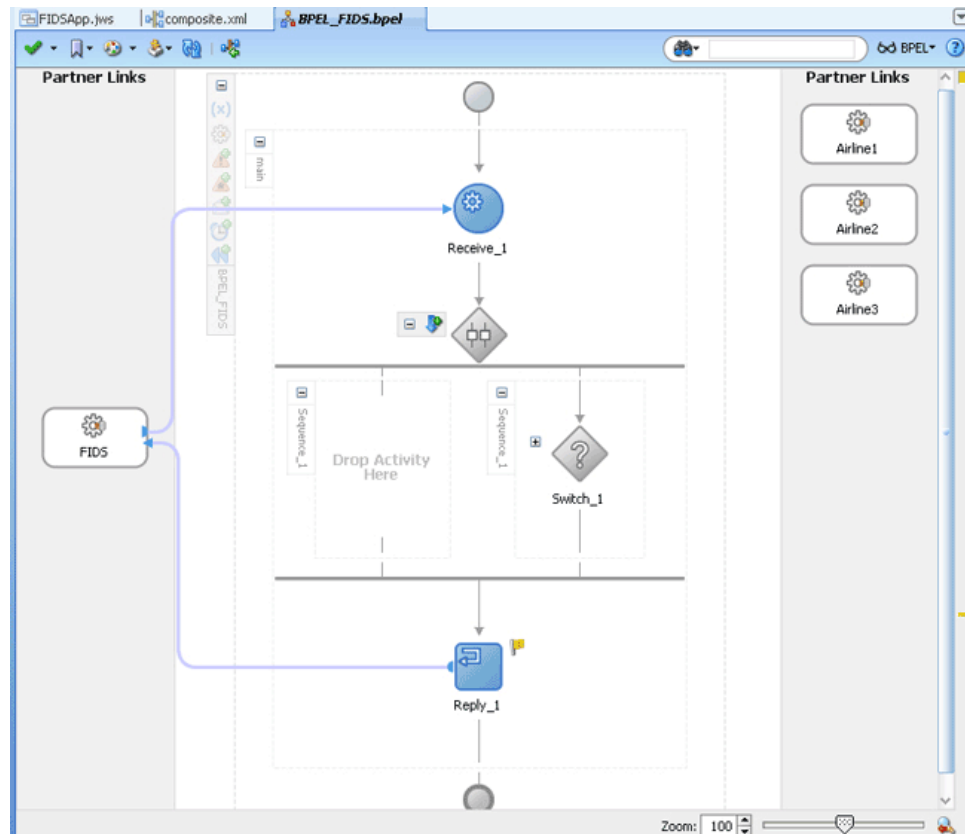 FIDSApp.jws
composite.xml
BPEL_FIDS.bpel
BPEL
Partner Links
Partner Links
(x)
main
BPEL_FIDS
Airline1
Airline2
Airline3
Receive_1
Sequence_1
Sequence_1
Drop Activity
Here
Switch_1
FIDS
Reply_1
Zoom: 100